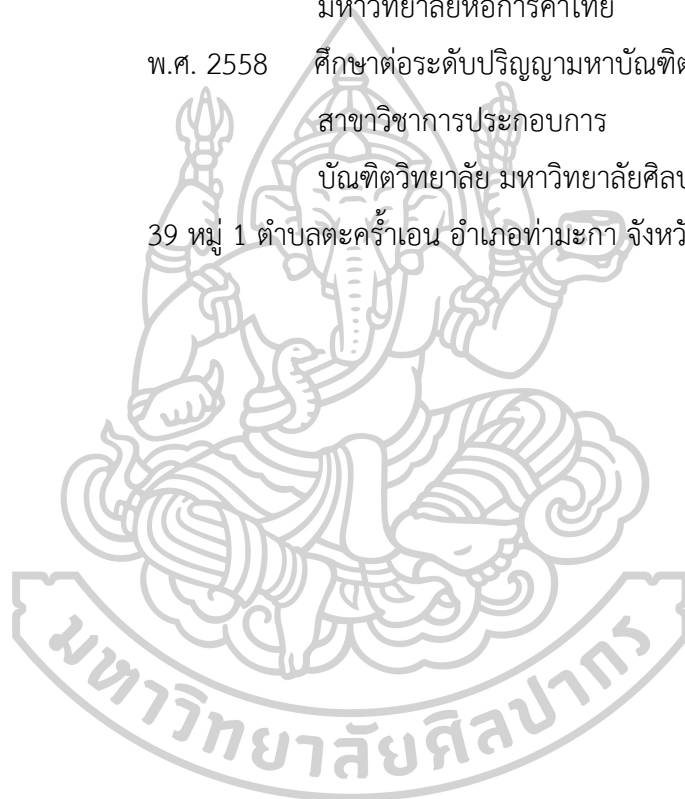 มหาวิทยาลัยหอการค้าไทย
พ.ศ. 2558 ศึกษาต่อระดับปริญญามหาบัณฑิต
สาขาวิชาการประกอบการ
บัณฑิตวิทยาลัย มหาวิทยาลัยศิลป
39 หมู่ 1 ตำบลตะคร้ำเอน อำเภอท่ามะกา จังหวั
มหาวิทยาลัยศิลปากร